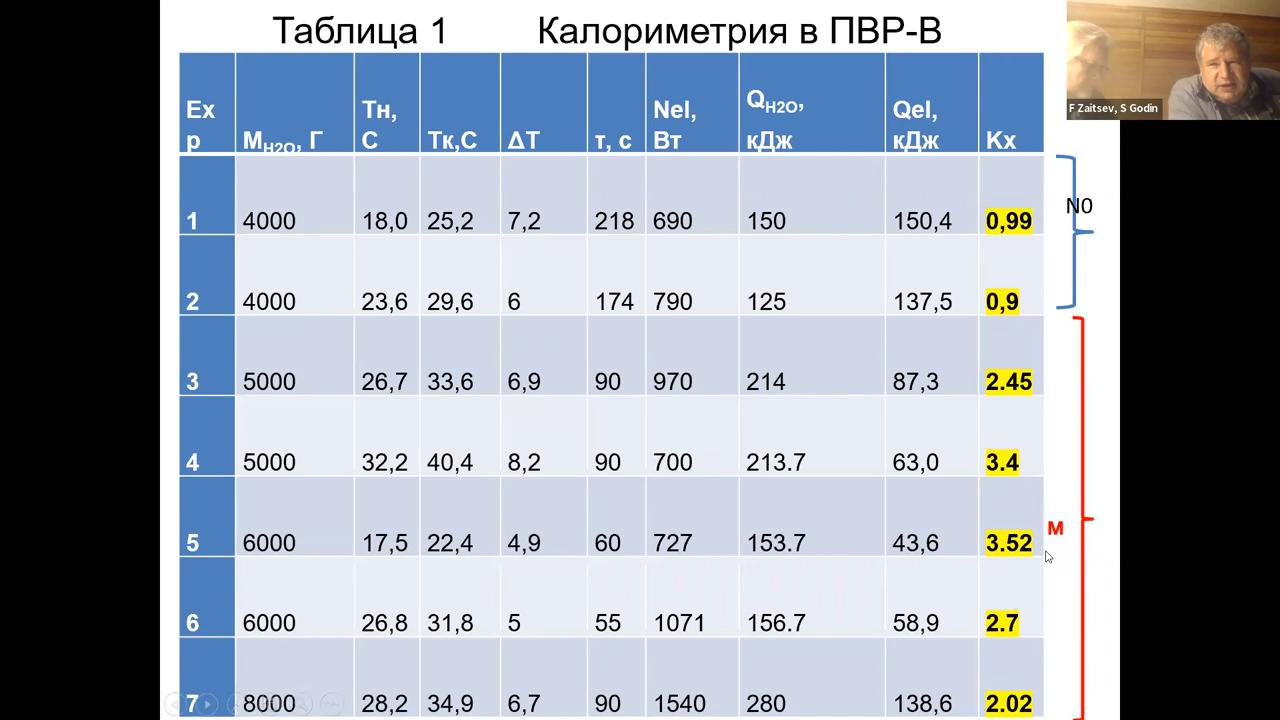 Таблица 1 Калориметрия в ПВР-В
F Zaitsev, S Godin
Exp M_H2O, Г Тн, С Тк,С ΔT т, с Nel, Вт Q_H2O, кДж Qel, кДж Kx
1 4000 18,0 25,2 7,2 218 690 150 150,4 0,99
N0
2 4000 23,6 29,6 6 174 790 125 137,5 0,9
3 5000 26,7 33,6 6,9 90 970 214 87,3 2.45
4 5000 32,2 40,4 8,2 90 700 213.7 63,0 3.4
5 6000 17,5 22,4 4,9 60 727 153.7 43,6 3.52
м
6 6000 26,8 31,8 5 55 1071 156.7 58,9 2.7
7 8000 28,2 34,9 6,7 90 1540 280 138,6 2.02